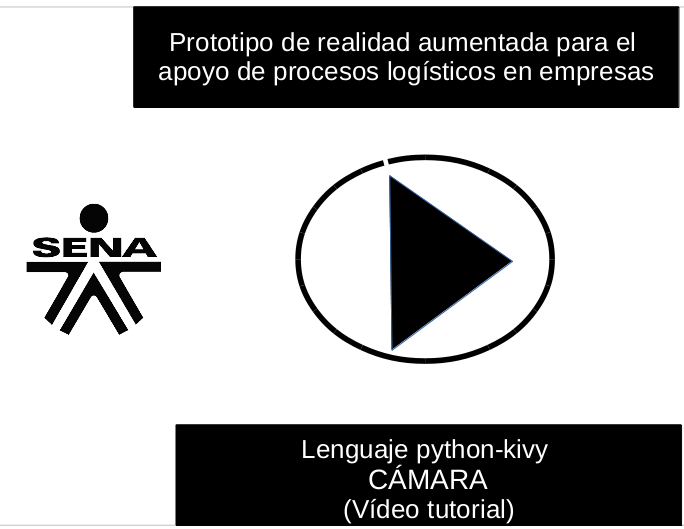 Prototipo de realidad aumentada para el
apoyo de procesos logísticos en empresas
SENA
Lenguaje python-kivy
CÁMARA
(Vídeo tutorial)